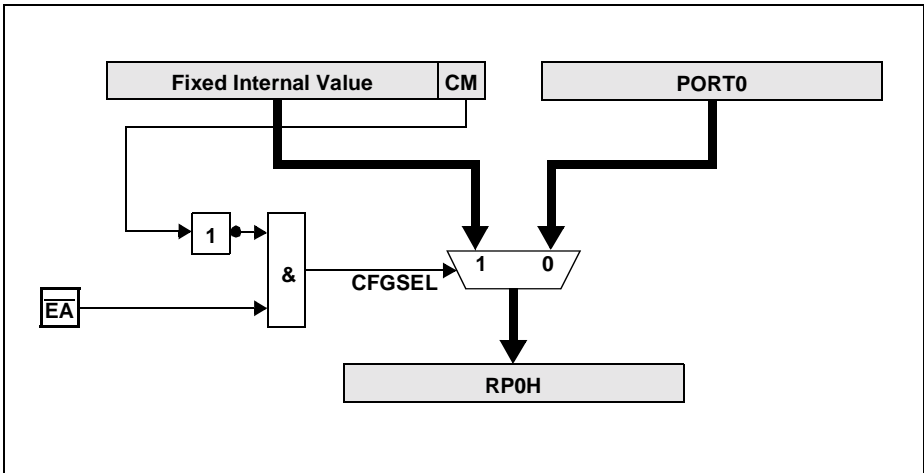 Fixed Internal Value CM
PORT0
1
&
CFGSEL
1 0
EA
RP0H